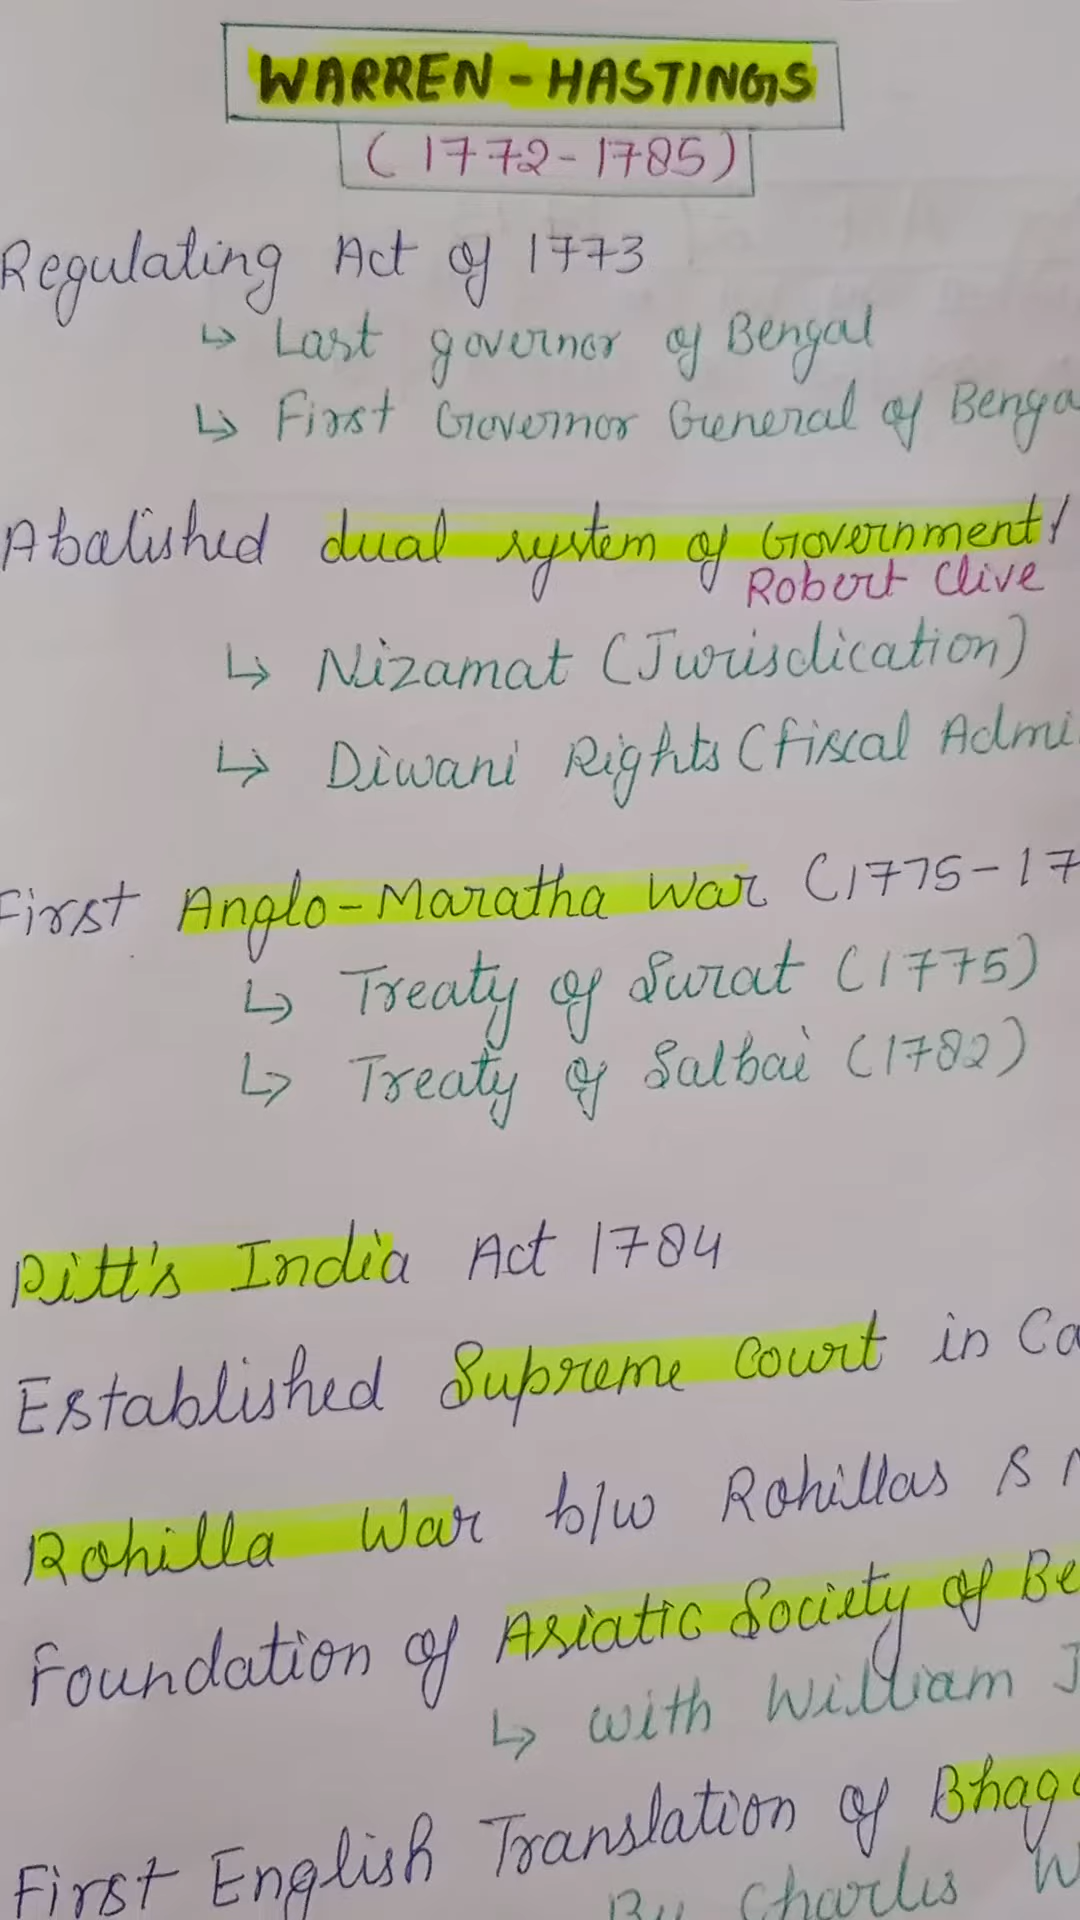 WARREN-HASTINGS
(1772-1785)
Regulating Act of 1773
↳ Last governor of Bengal
↳ First Governor General of Benga
Abalished dual system of Government/
Robert Clive
↳ Nizamat (Jurisdication)
↳ Diwani Rights (fiscal Admi
First Anglo-Maratha War (1775-17
↳ Treaty of Surat (1775)
↳ Treaty of Salbai (1782)
Pitt's India Act 1784
Established Supreme Court in Ca
Rohilla War b/w Rohillas &
Foundation of Asiatic Society of Be
↳ with William J
First English Translation of Bhag
By Charles W